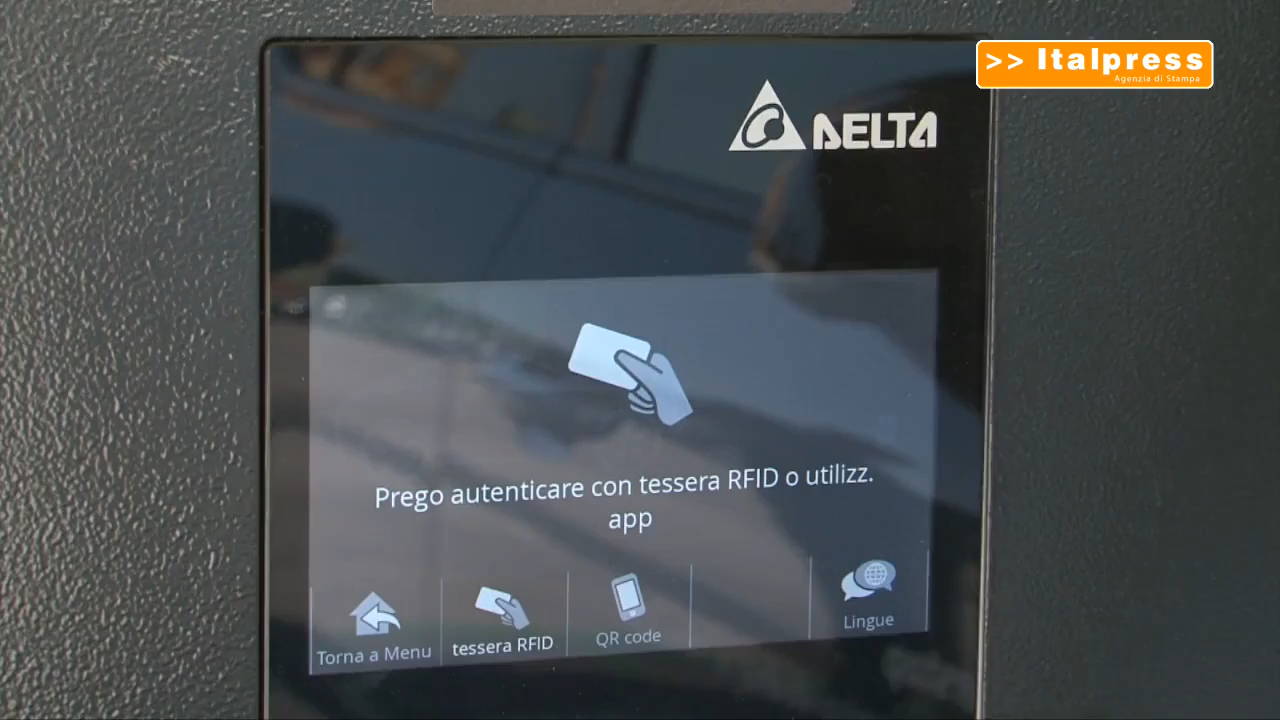 >> Italpress
Agenzia di Stampa
DELTA
Prego autenticare con tessera RFID o utilizz.
app
Torna a Menu
tessera RFID
QR code
Lingue